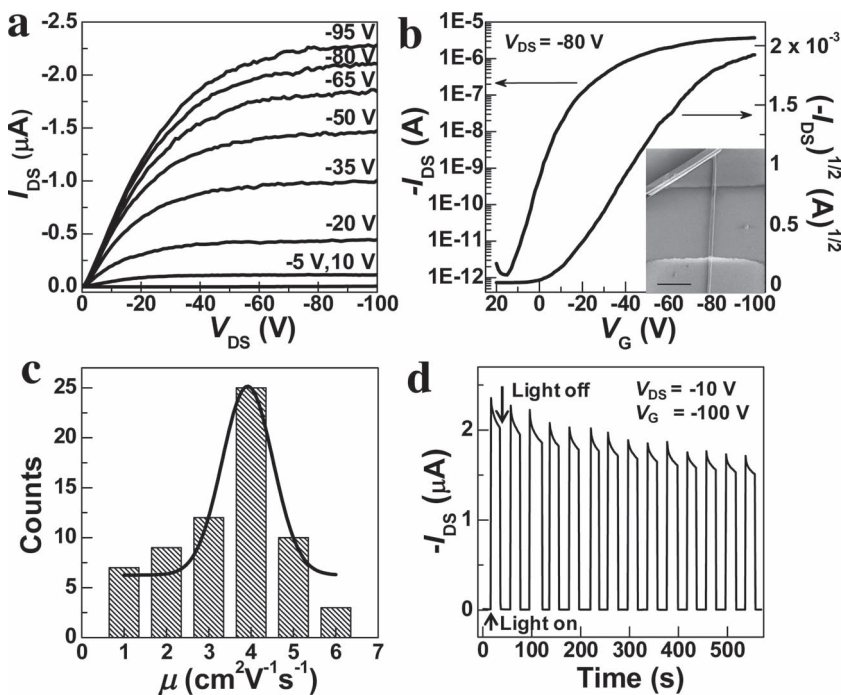 a
-2.5
-2.0
-1.5
-1.0
-0.5
0.0
I_DS (μA)
-95 V
-80 V
-65 V
-50 V
-35 V
-20 V
-5 V,10 V
0 -20 -40 -60 -80 -100
V_DS (V)
b
1E-5
1E-6
1E-7
1E-8
1E-9
1E-10
1E-11
1E-12
-I_DS (A)
V_DS = -80 V
2 x 10⁻³
1.5
1
0.5
0
(-I_DS)^1/2 (A)^1/2
20 0 -20 -40 -60 -80 -100
V_G (V)
c
25
20
15
10
5
0
Counts
0 1 2 3 4 5 6 7
μ (cm²V⁻¹s⁻¹)
d
2
1
0
-I_DS (μA)
Light off
V_DS = -10 V
V_G = -100 V
Light on
0 100 200 300 400 500
Time (s)